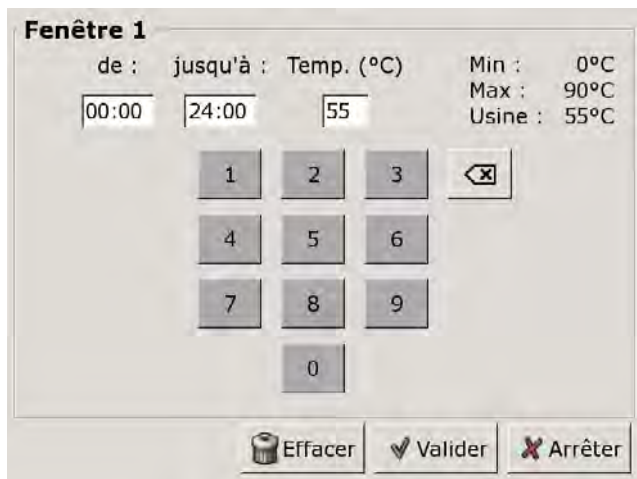 Fenêtre 1
de : jusqu'à : Temp. (°C)
00:00 24:00 55
Min : 0°C
Max : 90°C
Usine : 55°C
1 2 3
4 5 6
7 8 9
0
Effacer Valider Arrêter